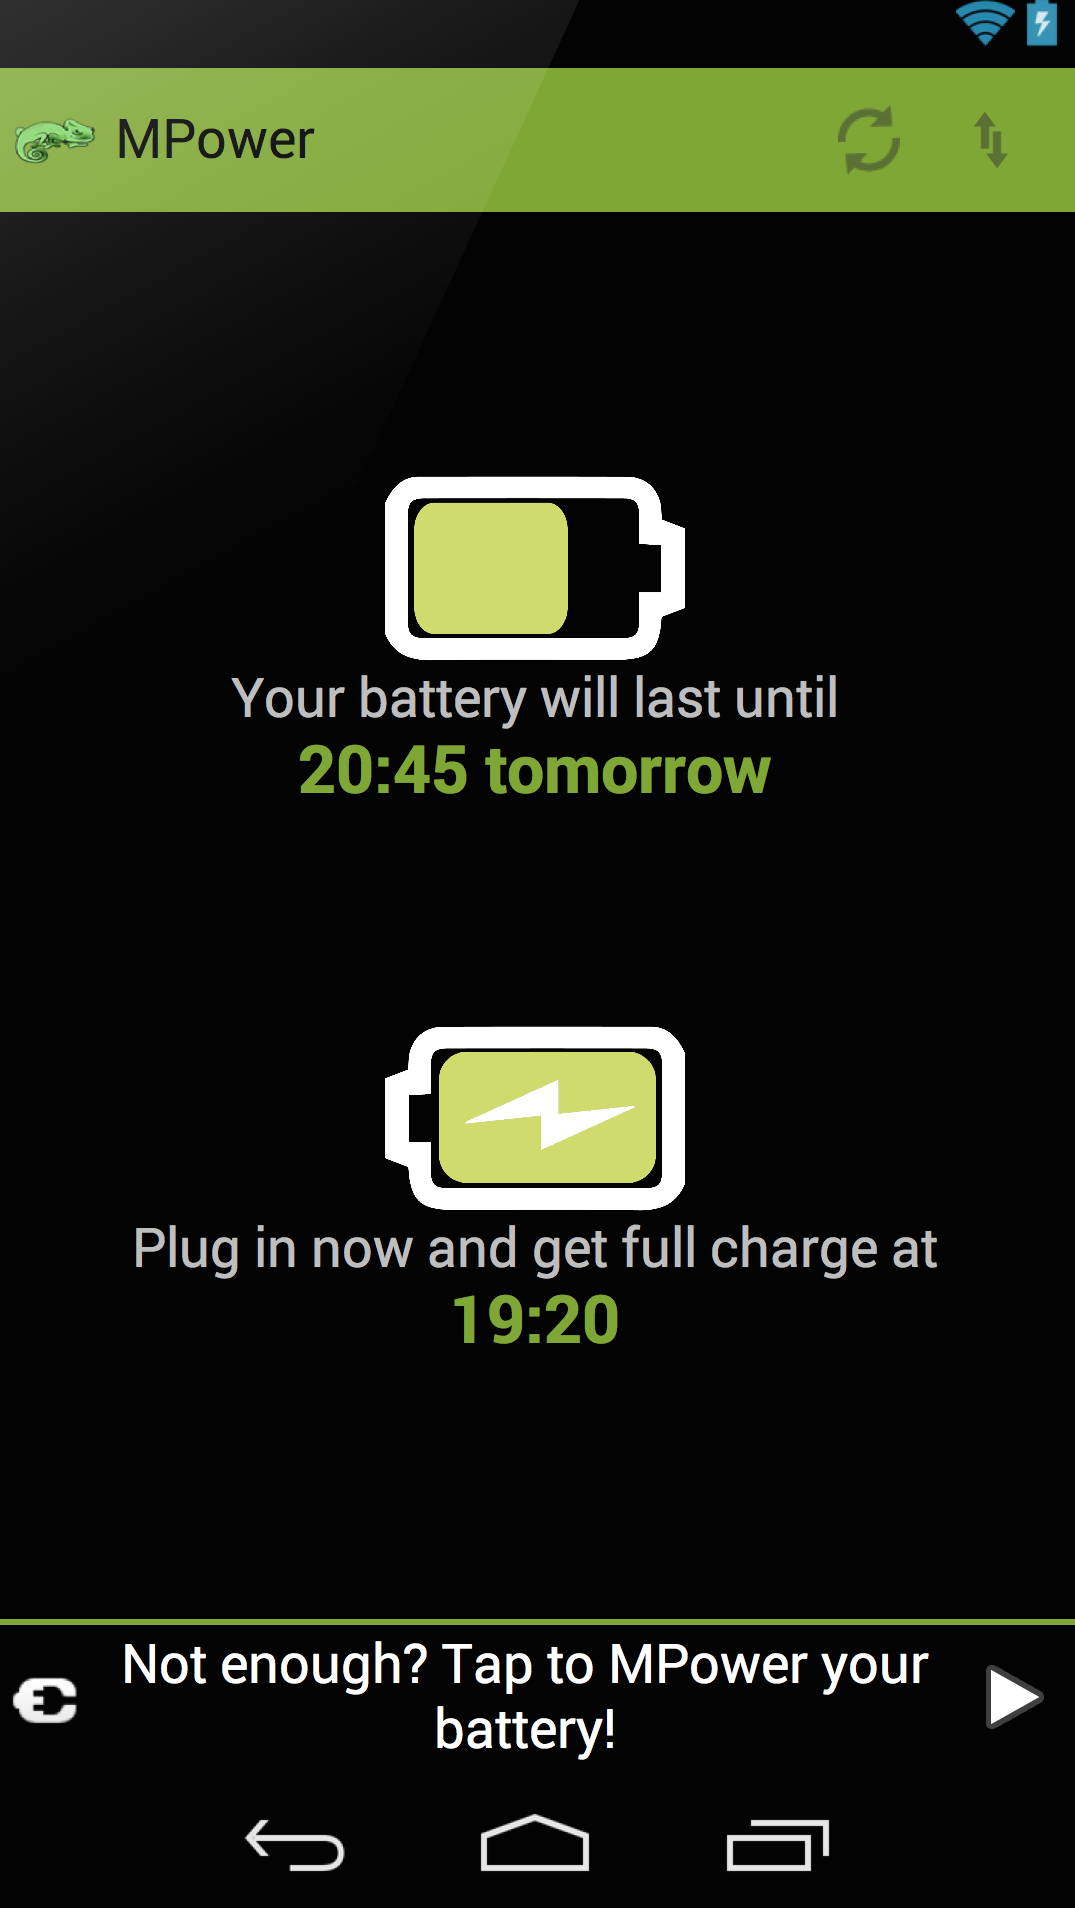 MPower
Your battery will last until
20:45 tomorrow
Plug in now and get full charge at
19:20
Not enough? Tap to MPower your
battery!